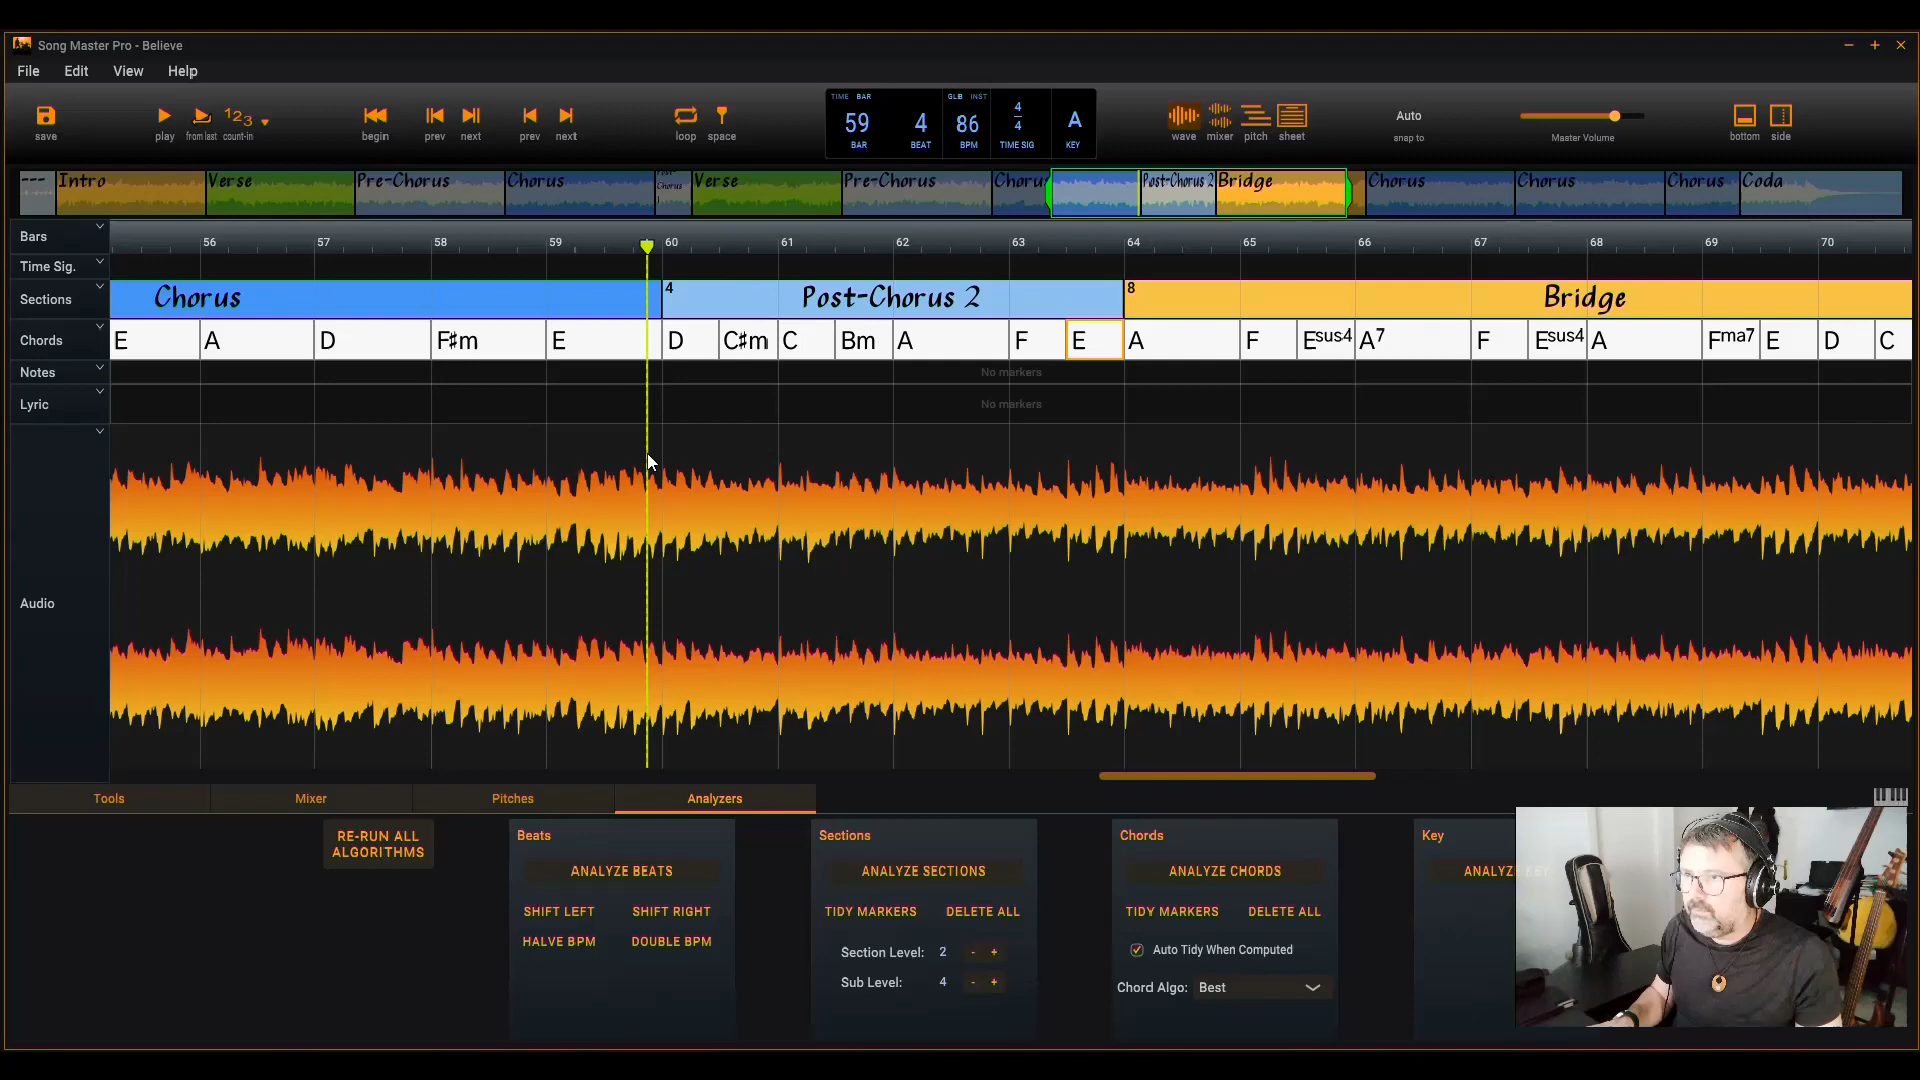 Song Master Pro - Believe
File Edit View Help
save play from last 123 count-in begin prev next prev next loop space
TIME BAR GLB INST
59 BAR 4 BEAT 86 BPM 4/4 TIME SIG A KEY
wave mixer pitch sheet Auto snap to Master Volume bottom side
--- Intro Verse Pre-Chorus Chorus Post-Chorus 1 Verse Pre-Chorus Choru Post-Chorus 2 Bridge Chorus Chorus Chorus Coda
Bars 56 57 58 59 60 61 62 63 64 65 66 67 68 69 70
Time Sig.
Sections Chorus 4 Post-Chorus 2 8 Bridge
Chords E A D F#m E D C#m C Bm A F E A F Esus4 A7 F Esus4 A Fma7 E D C
Notes No markers
Lyric No markers
Audio
Tools Mixer Pitches Analyzers
RE-RUN ALL
ALGORITHMS
Beats
ANALYZE BEATS
SHIFT LEFT SHIFT RIGHT
HALVE BPM DOUBLE BPM
Sections
ANALYZE SECTIONS
TIDY MARKERS DELETE ALL
Section Level: 2 - +
Sub Level: 4 - +
Chords
ANALYZE CHORDS
TIDY MARKERS DELETE ALL
Auto Tidy When Computed
Chord Algo: Best
Key